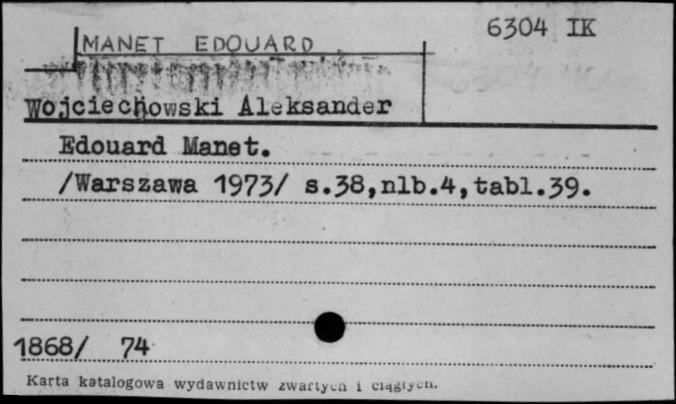 6304 IK
MANET EDOUARD
Wojciechowski Aleksander
Edouard Manet.
/Warszawa 1973/ s.38,nlb.4,tabl.39.
1868/ 74
Karta katalogowa wydawnictw zwartych i ciągłych.